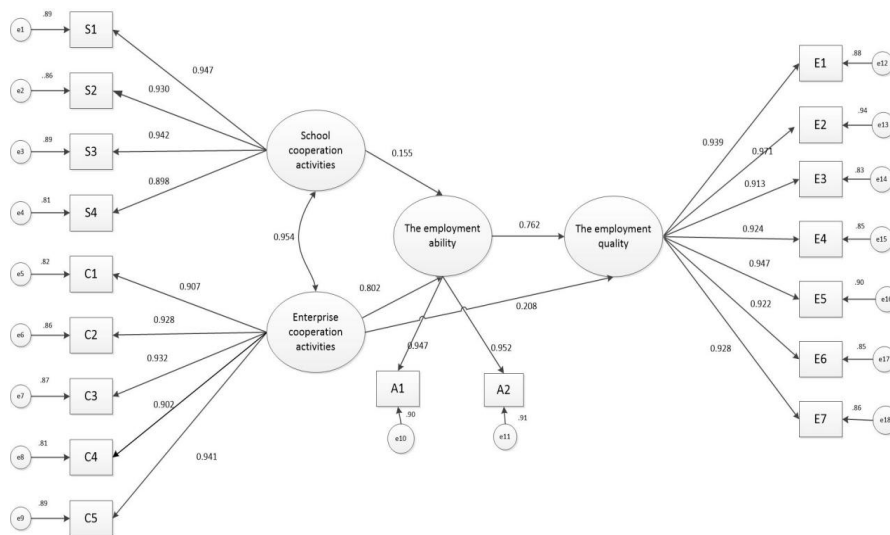 .89
e1
S1
0.947
.86
e2
S2
0.930
.89
e3
S3
0.942
.81
e4
S4
0.898
School
cooperation
activities
0.155
0.954
.82
e5
C1
0.907
.86
e6
C2
0.928
.87
e7
C3
0.932
.81
e8
C4
0.902
.89
e9
C5
0.941
Enterprise
cooperation
activities
0.802
0.208
The employment
ability
0.762
0.947
A1
.90
e10
0.952
A2
.91
e11
The employment
quality
0.939
E1
.88
e12
0.971
E2
.94
e13
0.913
E3
.83
e14
0.924
E4
.85
e15
0.947
E5
.90
e16
0.922
E6
.85
e17
0.928
E7
.86
e18